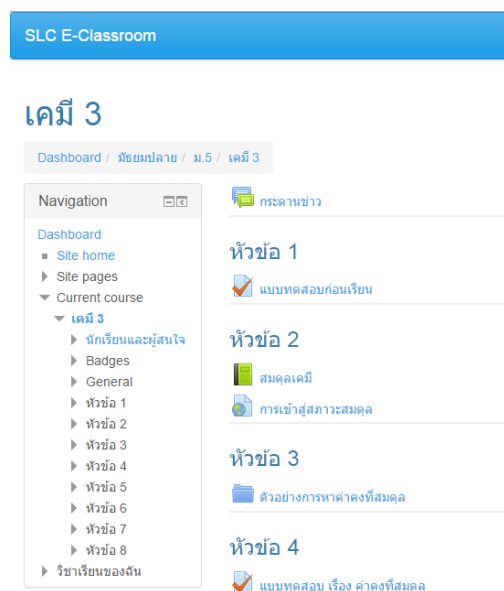 SLC E-Classroom
เคมี 3
Dashboard / มัธยมปลาย / ม.5 / เคมี 3
Navigation
Dashboard
Site home
Site pages
Current course
เคมี 3
นักเรียนและผู้สนใจ
Badges
General
หัวข้อ 1
หัวข้อ 2
หัวข้อ 3
หัวข้อ 4
หัวข้อ 5
หัวข้อ 6
หัวข้อ 7
หัวข้อ 8
วิชาเรียนของฉัน
กระดานข่าว
หัวข้อ 1
แบบทดสอบก่อนเรียน
หัวข้อ 2
สมดุลเคมี
การเข้าสู่สภาวะสมดุล
หัวข้อ 3
ตัวอย่างการหาค่าคงที่สมดุล
หัวข้อ 4
แบบทดสอบ เรื่อง ค่าคงที่สมดุล